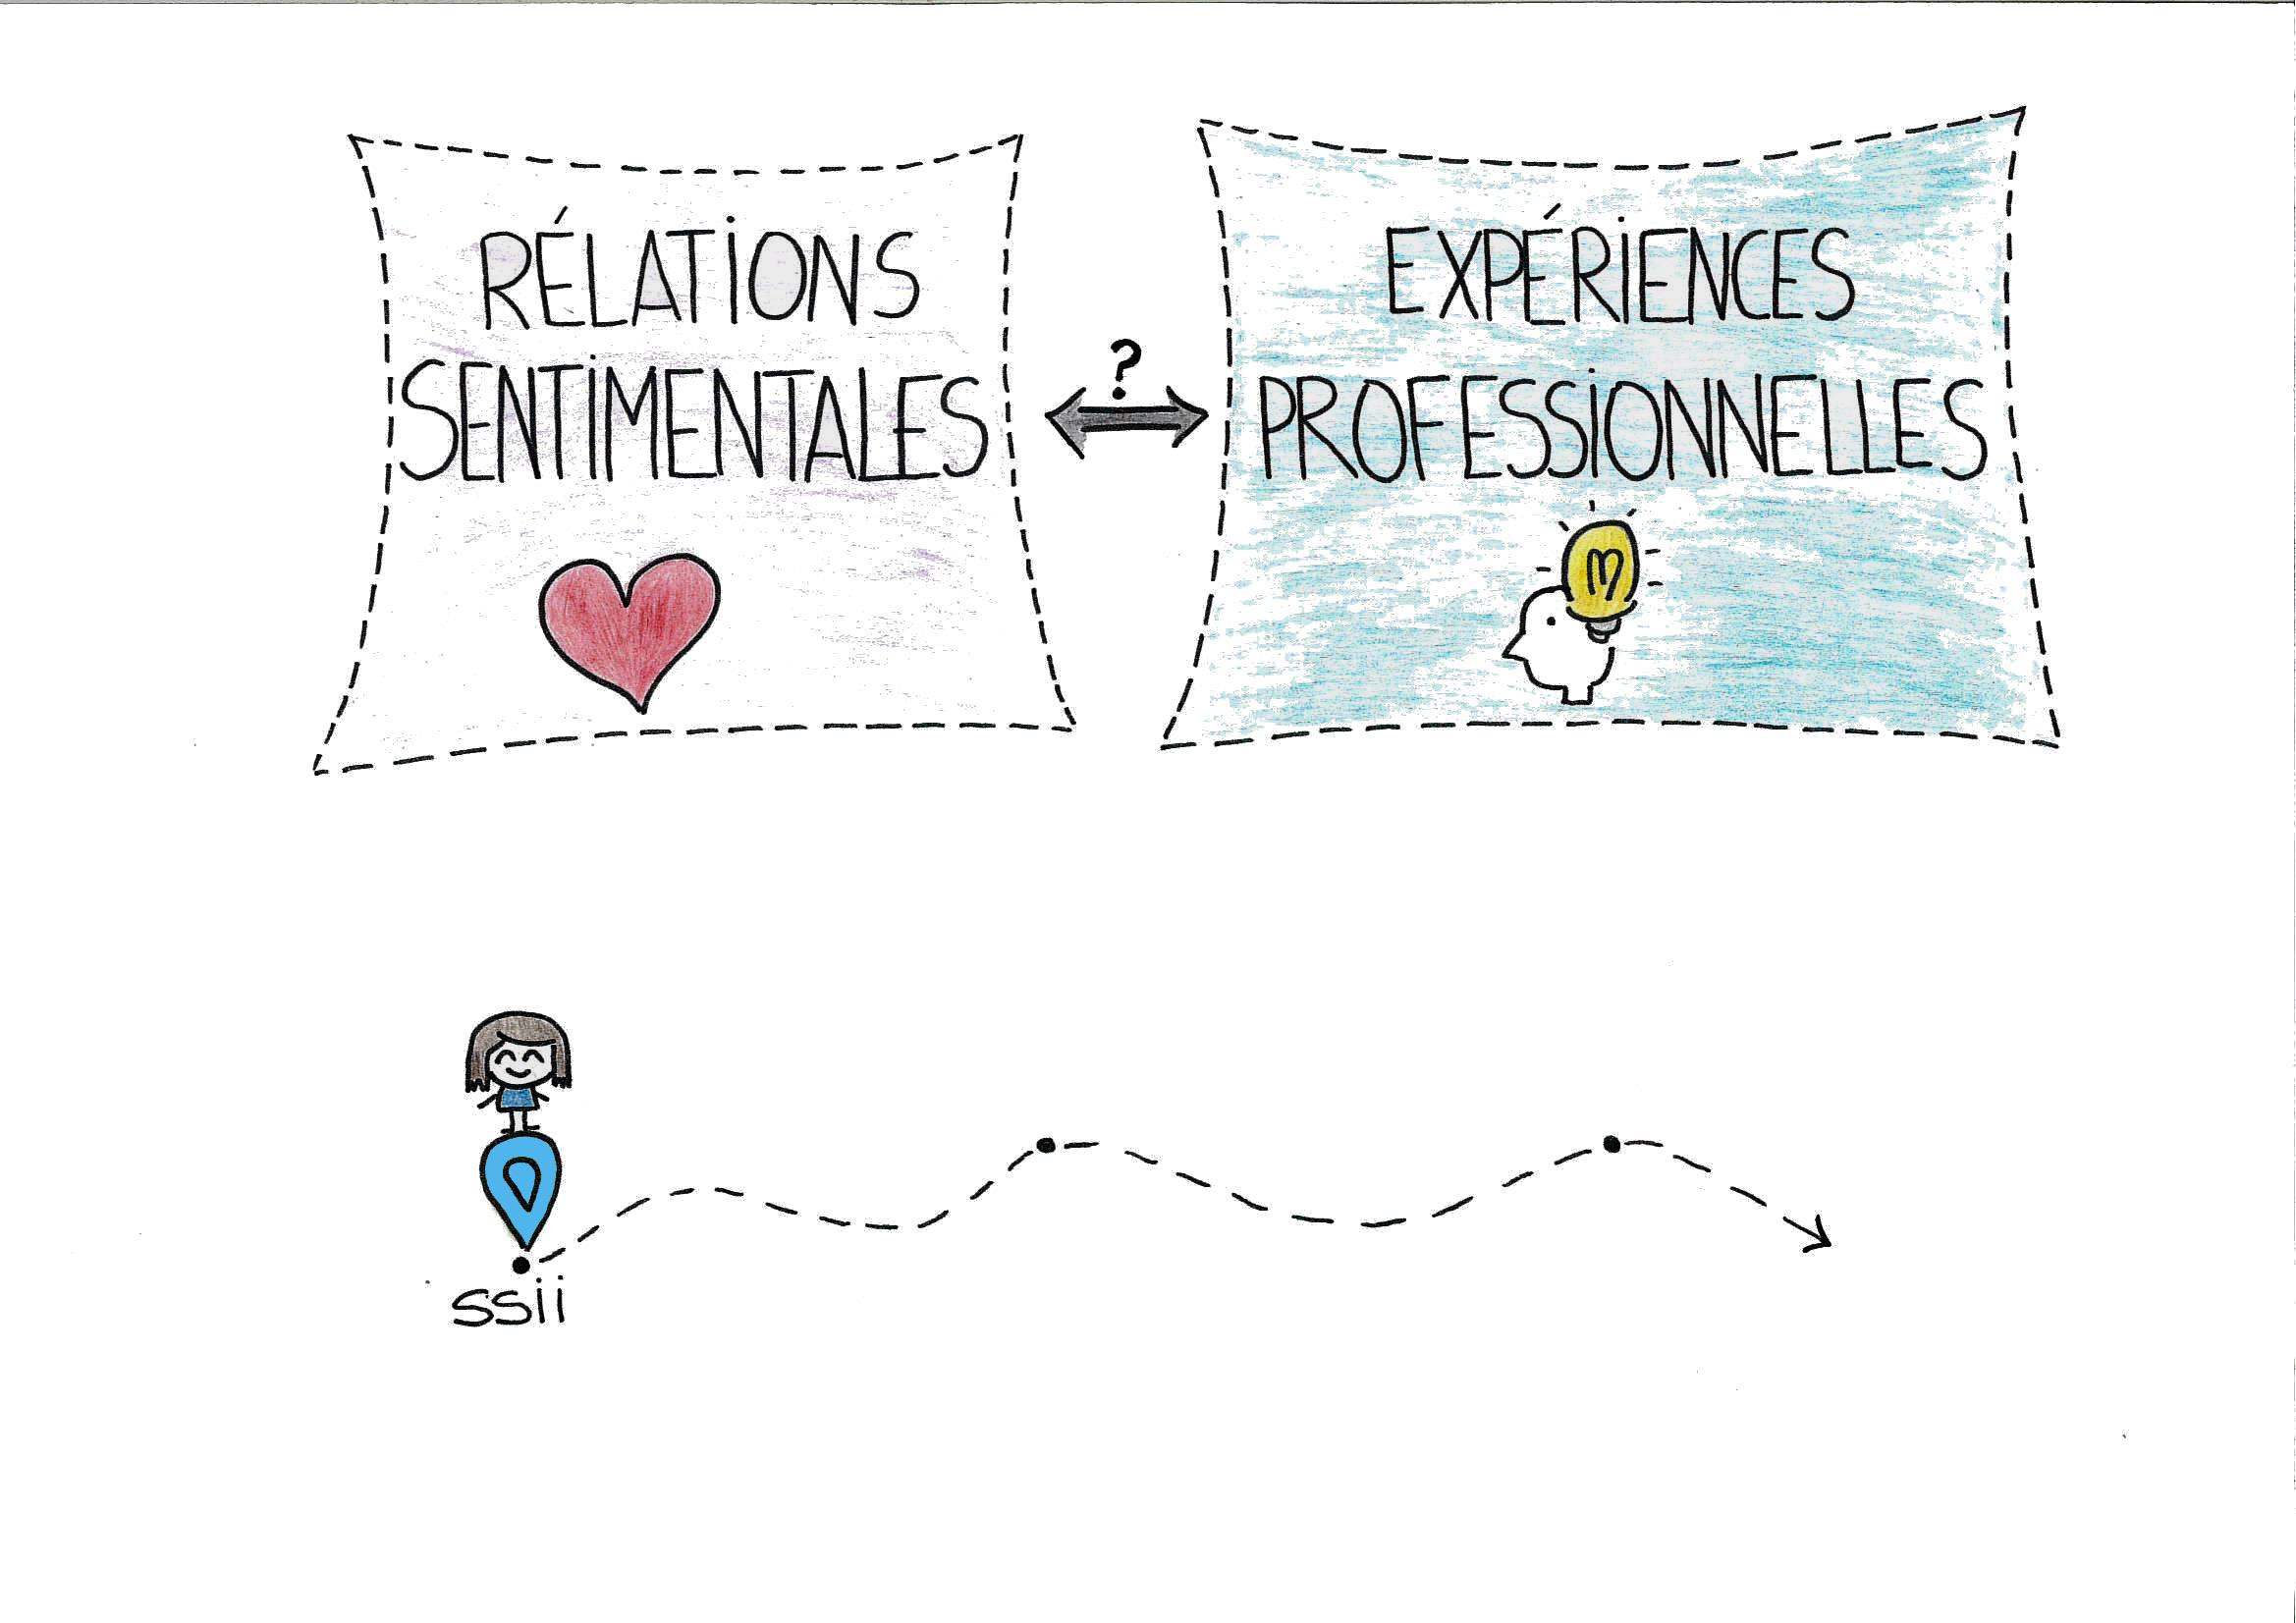 RÉLATIONS
SENTIMENTALES
?
EXPÉRIENCES
PROFESSIONNELLES
ssii